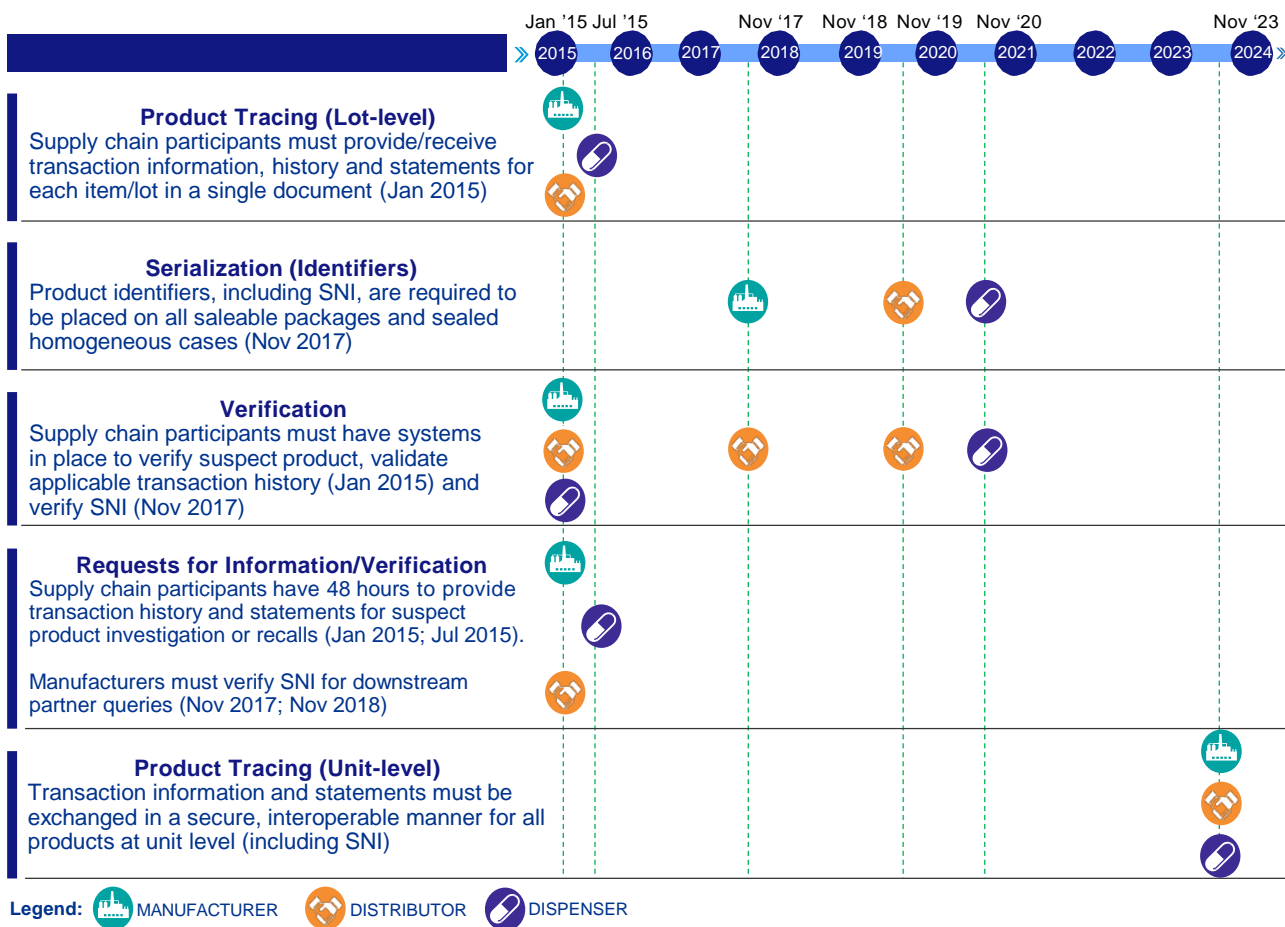 Jan '15 Jul '15 Nov '17 Nov '18 Nov '19 Nov '20 Nov '23
2015 2016 2017 2018 2019 2020 2021 2022 2023 2024
Product Tracing (Lot-level)
Supply chain participants must provide/receive
transaction information, history and statements for
each item/lot in a single document (Jan 2015)
Serialization (Identifiers)
Product identifiers, including SNI, are required to
be placed on all saleable packages and sealed
homogeneous cases (Nov 2017)
Verification
Supply chain participants must have systems
in place to verify suspect product, validate
applicable transaction history (Jan 2015) and
verify SNI (Nov 2017)
Requests for Information/Verification
Supply chain participants have 48 hours to provide
transaction history and statements for suspect
product investigation or recalls (Jan 2015; Jul 2015).
Manufacturers must verify SNI for downstream
partner queries (Nov 2017; Nov 2018)
Product Tracing (Unit-level)
Transaction information and statements must be
exchanged in a secure, interoperable manner for all
products at unit level (including SNI)
Legend: MANUFACTURER DISTRIBUTOR DISPENSER